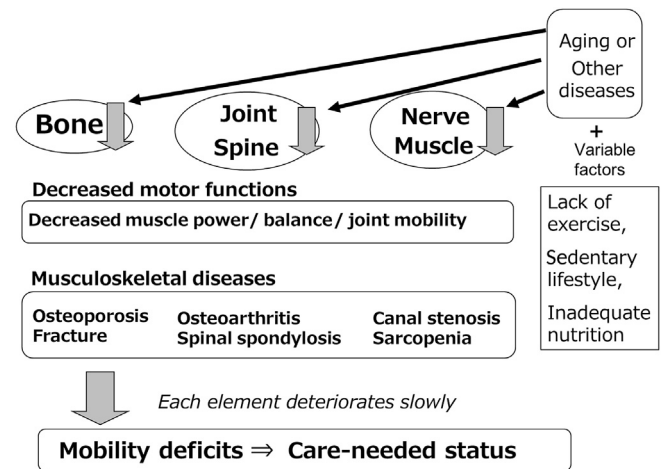 Aging or
Other
diseases
Bone
Joint
Spine
Nerve
Muscle
+
Variable
factors
Lack of
exercise,
Sedentary
lifestyle,
Inadequate
nutrition
Decreased motor functions
Decreased muscle power/ balance/ joint mobility
Musculoskeletal diseases
Osteoporosis Osteoarthritis Canal stenosis
Fracture Spinal spondylosis Sarcopenia
Each element deteriorates slowly
Mobility deficits ⇒ Care-needed status